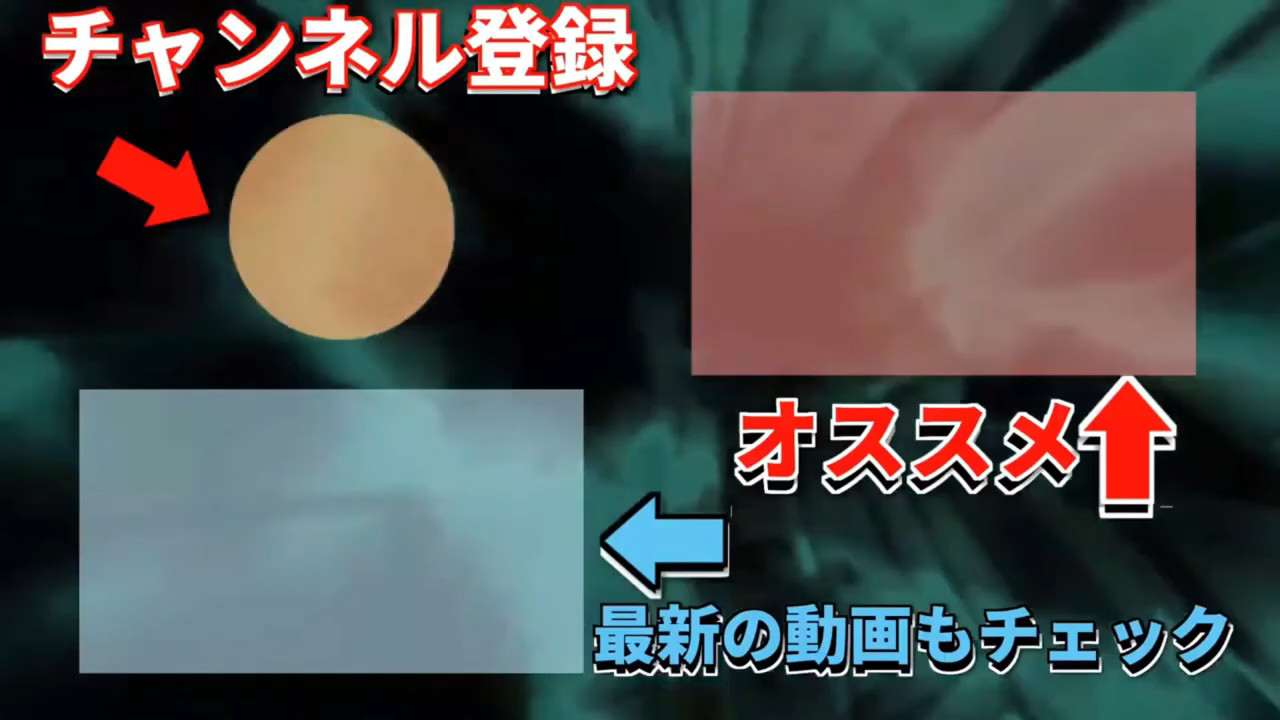 チャンネル登録
オススメ
最新の動画もチェック